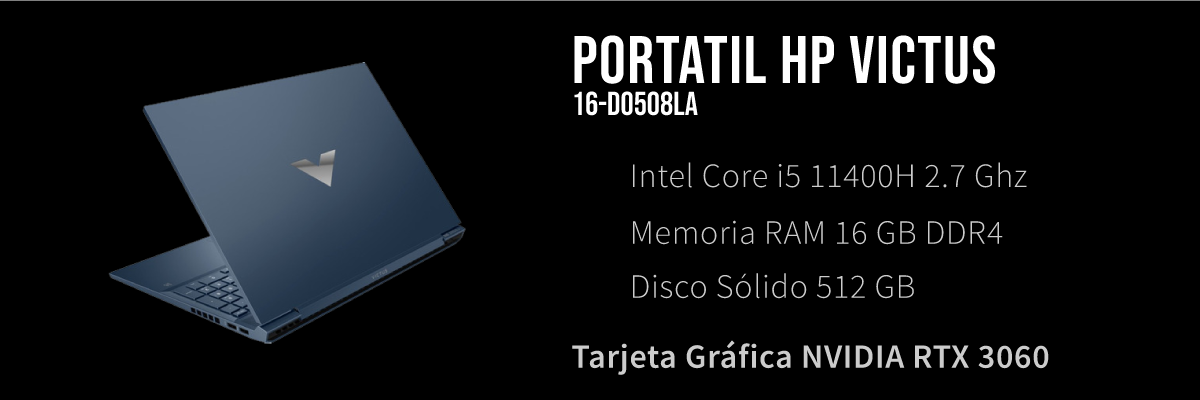 PORTATIL HP VICTUS
16-D0508LA
Intel Core i5 11400H 2.7 Ghz
Memoria RAM 16 GB DDR4
Disco Sólido 512 GB
Tarjeta Gráfica NVIDIA RTX 3060